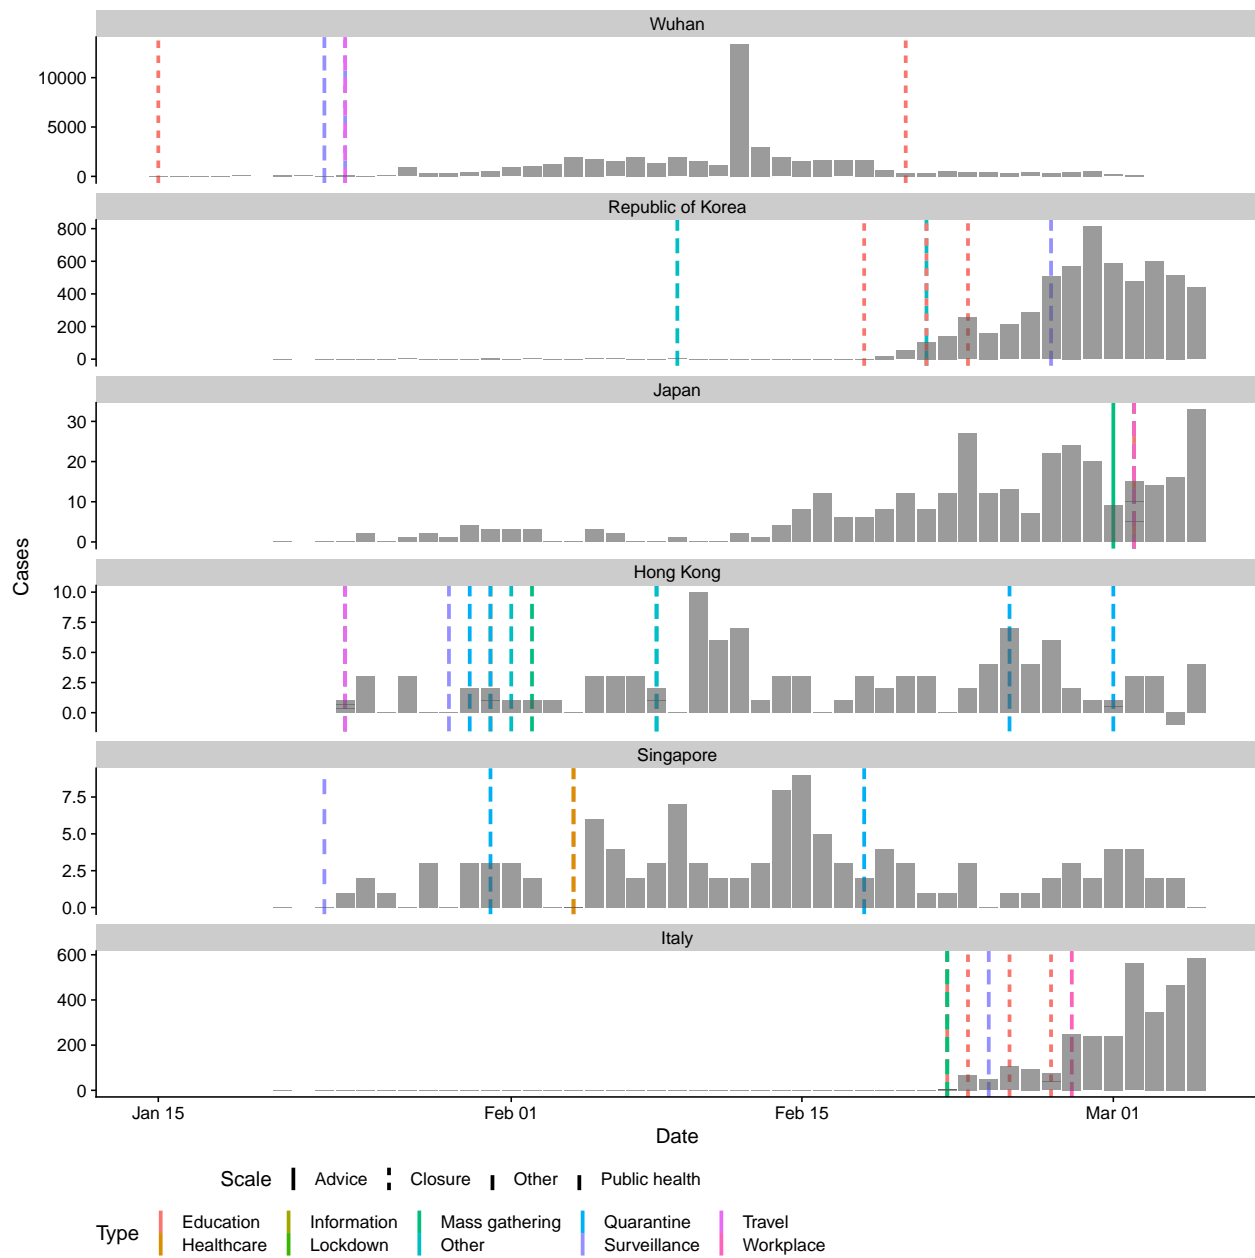 Wuhan
10000
5000
0
Republic of Korea
800
600
400
200
0
Japan
30
20
10
0
Hong Kong
10.0
7.5
5.0
2.5
0.0
Singapore
7.5
5.0
2.5
0.0
Italy
600
400
200
0
Cases
Jan 15 Feb 01 Feb 15 Mar 01
Date
Scale Advice Closure Other Public health
Type Education Information Mass gathering Quarantine Travel
Healthcare Lockdown Other Surveillance Workplace